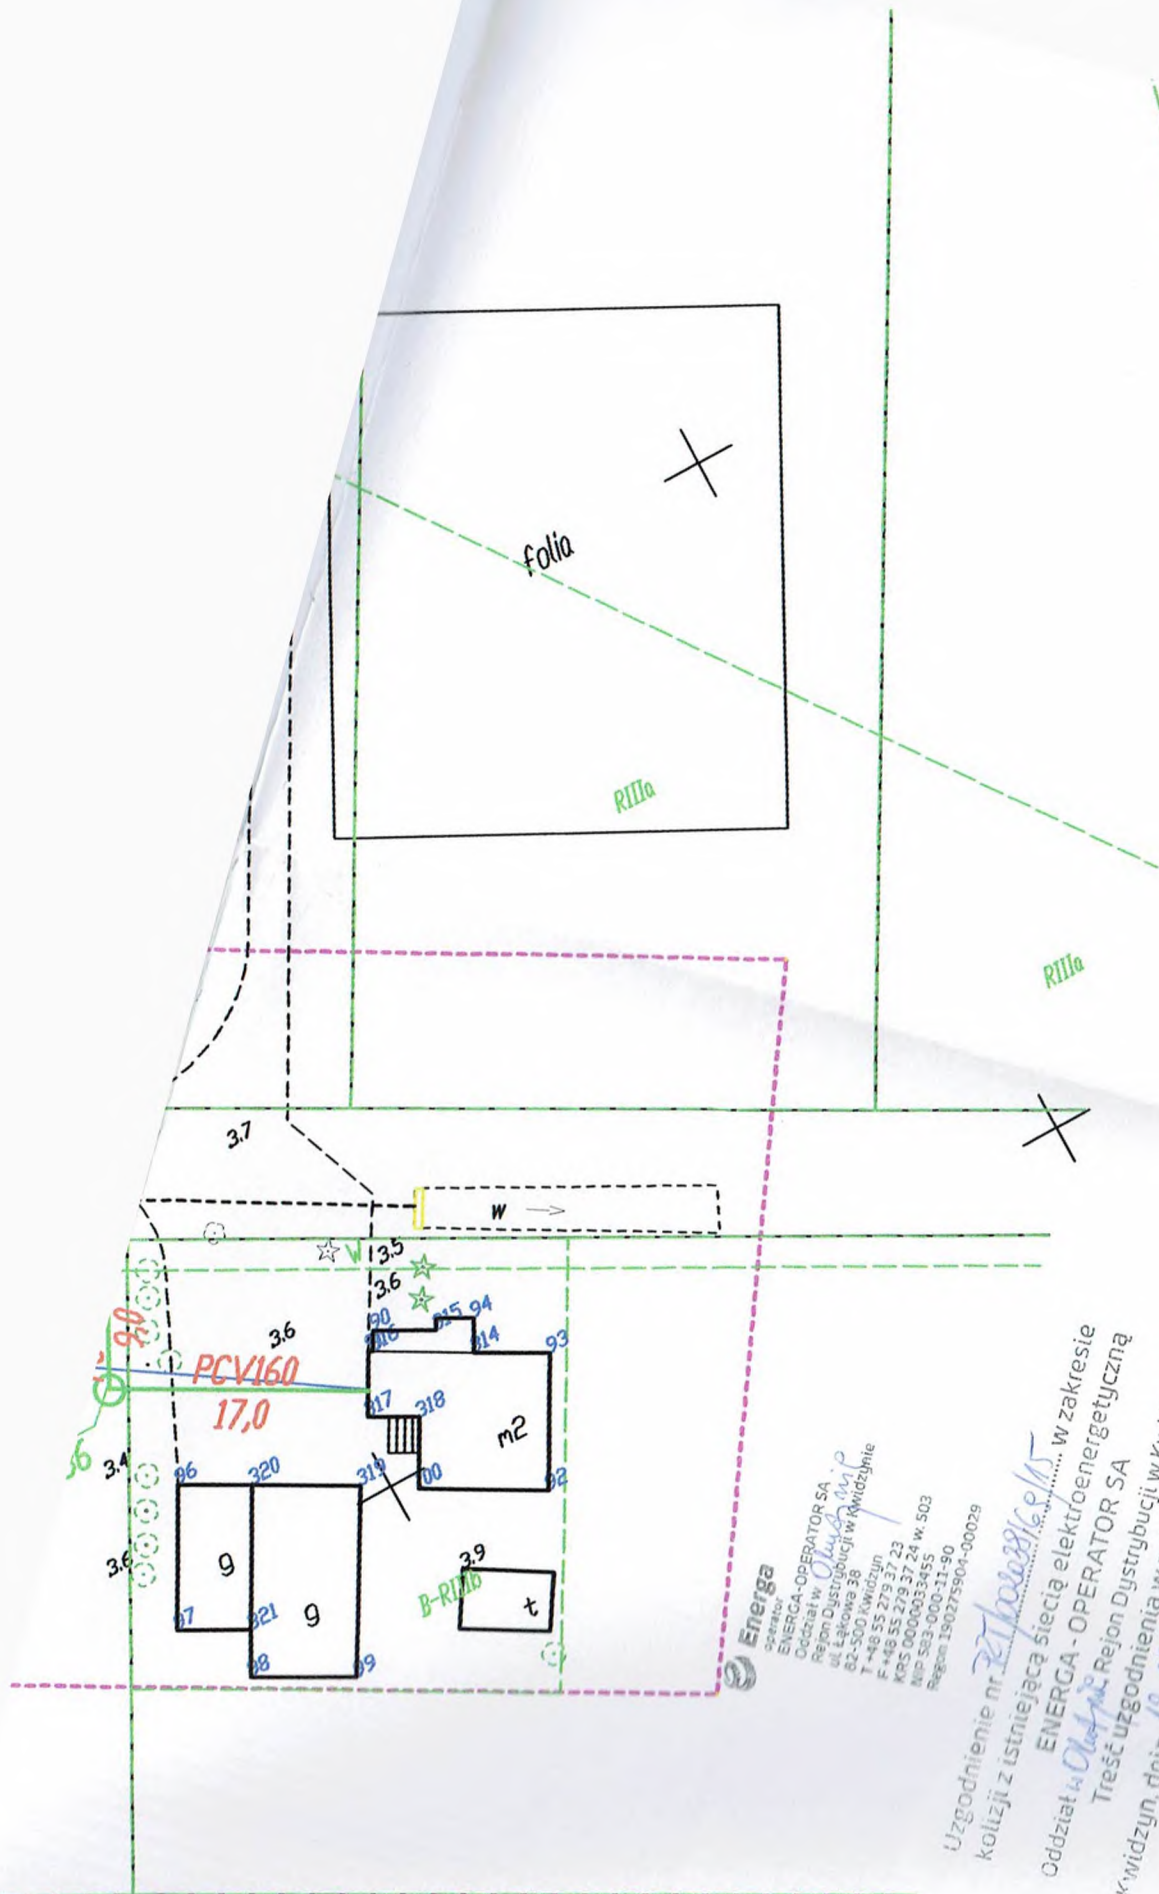 folia
RIIIa
RIIIa
3.7
w
W
3.5
3.6
90
94
314
93
9,0
3.6
PCV160
17,0
317
318
m2
3.4
96
320
319
92
3.6
g
g
3.9
B-RIIIb
t
97
321
98
99
Energa
operator
ENERGA-OPERATOR SA
Oddział w Olsztynie
Rejon Dystrybucji w Kwidzynie
ul. Łąkowa 38
82-500 Kwidzyn
T +48 55 279 37 23
F +48 55 279 37 24 w. 503
KRS 0000033455
NIP 583-000-11-90
Regon 190275904-00029
Uzgodnienie nr w zakresie
kolizji z istniejącą siecią elektroenergetyczną
ENERGA - OPERATOR SA
Oddział w Olsztynie Rejon Dystrybucji w
Treść uzgodnienia
Kwidzyn, dnia